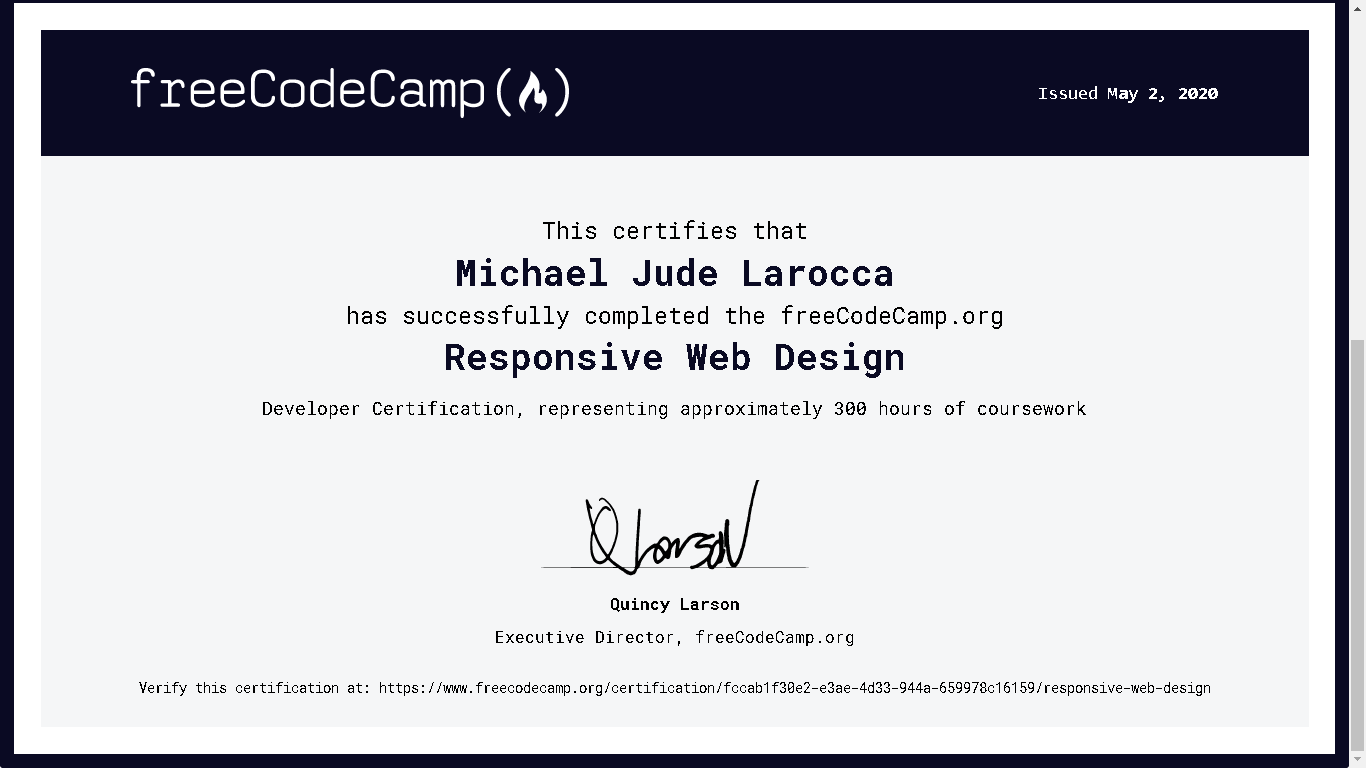 freeCodeCamp(🔥)
Issued May 2, 2020
This certifies that
Michael Jude Larocca
has successfully completed the freeCodeCamp.org
Responsive Web Design
Developer Certification, representing approximately 300 hours of coursework
Q Larson
Quincy Larson
Executive Director, freeCodeCamp.org
Verify this certification at: https://www.freecodecamp.org/certification/fccab1f30e2-e3ae-4d33-944a-659978c16159/responsive-web-design